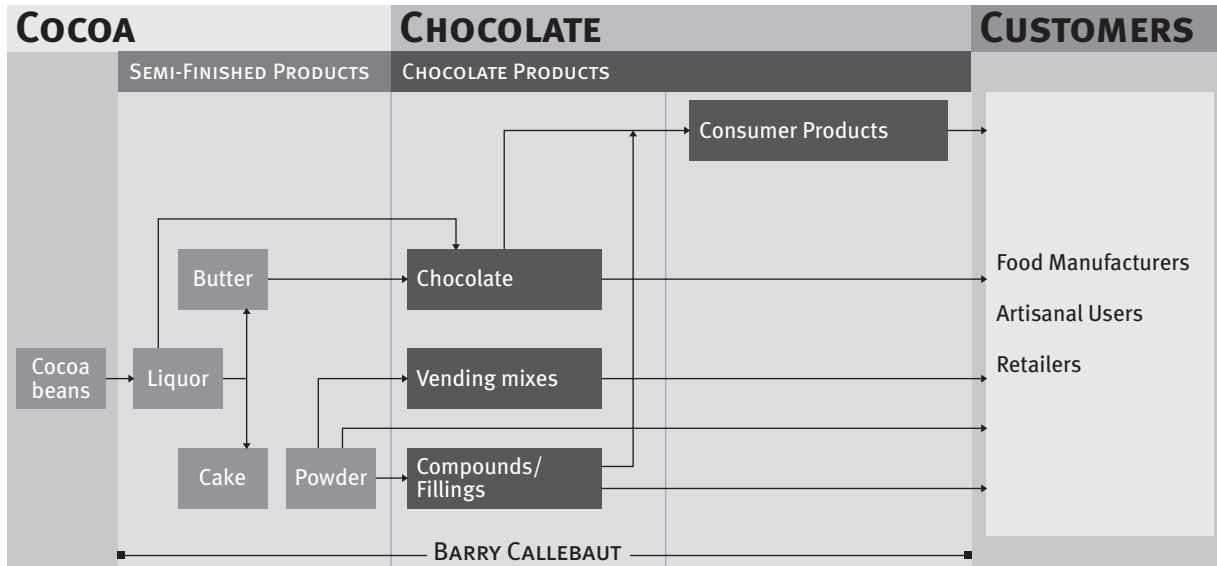 COCOA
CHOCOLATE
CUSTOMERS
SEMI-FINISHED PRODUCTS
CHOCOLATE PRODUCTS
Consumer Products
Butter
Chocolate
Food Manufacturers
Artisanal Users
Retailers
Cocoa
beans
Liquor
Vending mixes
Cake
Powder
Compounds/
Fillings
BARRY CALLEBAUT